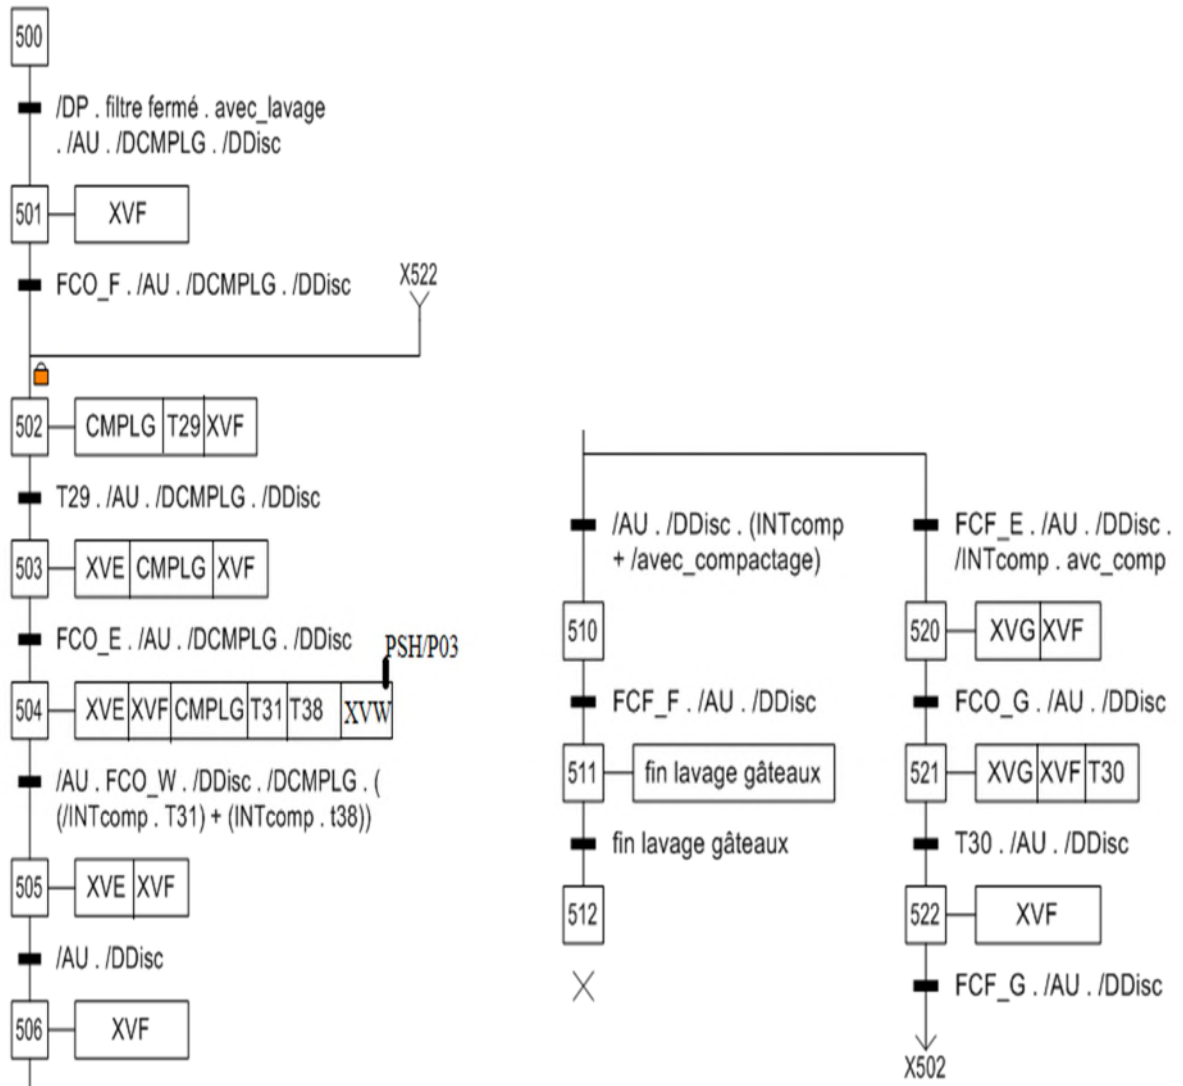 500
/DP . filtre fermé . avec_lavage
. /AU . /DCMPLG . /DDisc
501 XVF
FCO_F . /AU . /DCMPLG . /DDisc
X522
502 CMPLG T29 XVF
T29 . /AU . /DCMPLG . /DDisc
503 XVE CMPLG XVF
FCO_E . /AU . /DCMPLG . /DDisc
PSH/P03
504 XVE XVF CMPLG T31 T38 XVW
/AU . FCO_W . /DDisc . /DCMPLG . (
(/INTcomp . T31) + (INTcomp . t38))
505 XVE XVF
/AU . /DDisc
506 XVF
/AU . /DDisc . (INTcomp
+ /avec_compactage)
510
FCF_F . /AU . /DDisc
511 fin lavage gâteaux
fin lavage gâteaux
512
FCF_E . /AU . /DDisc .
/INTcomp . avc_comp
520 XVG XVF
FCO_G . /AU . /DDisc
521 XVG XVF T30
T30 . /AU . /DDisc
522 XVF
FCF_G . /AU . /DDisc
X502